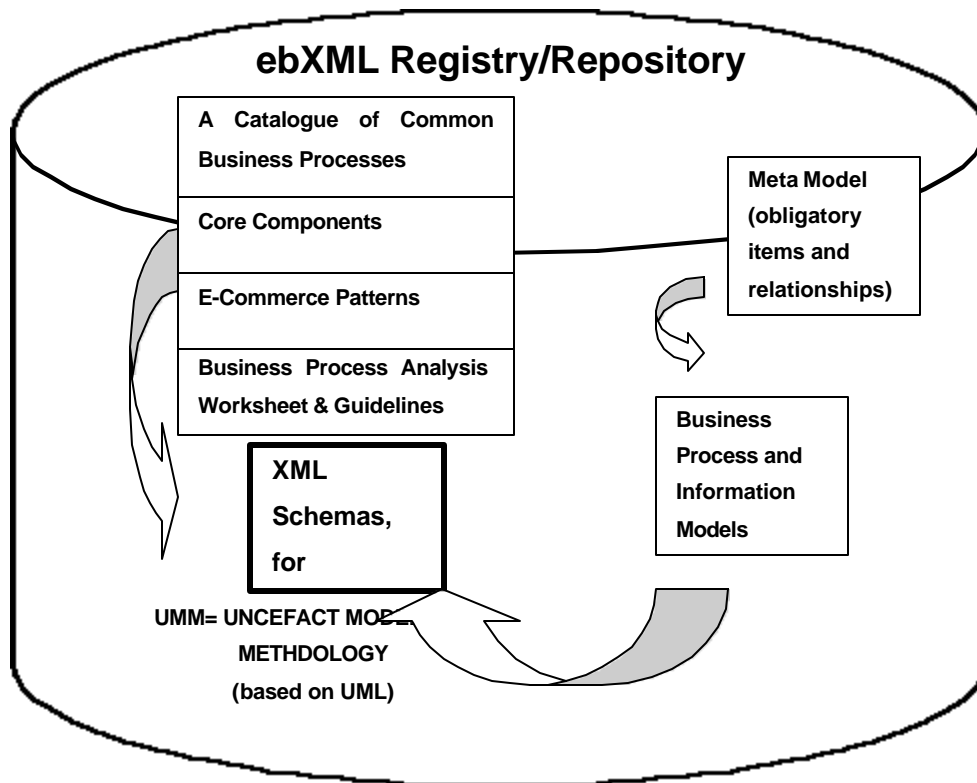 ebXML Registry/Repository
A Catalogue of Common
Business Processes
Core Components
E-Commerce Patterns
Business Process Analysis
Worksheet & Guidelines
Meta Model
(obligatory
items and
relationships)
Business
Process and
Information
Models
XML
Schemas,
for
UMM= UNCEFACT
METHDOLOGY
(based on UML)